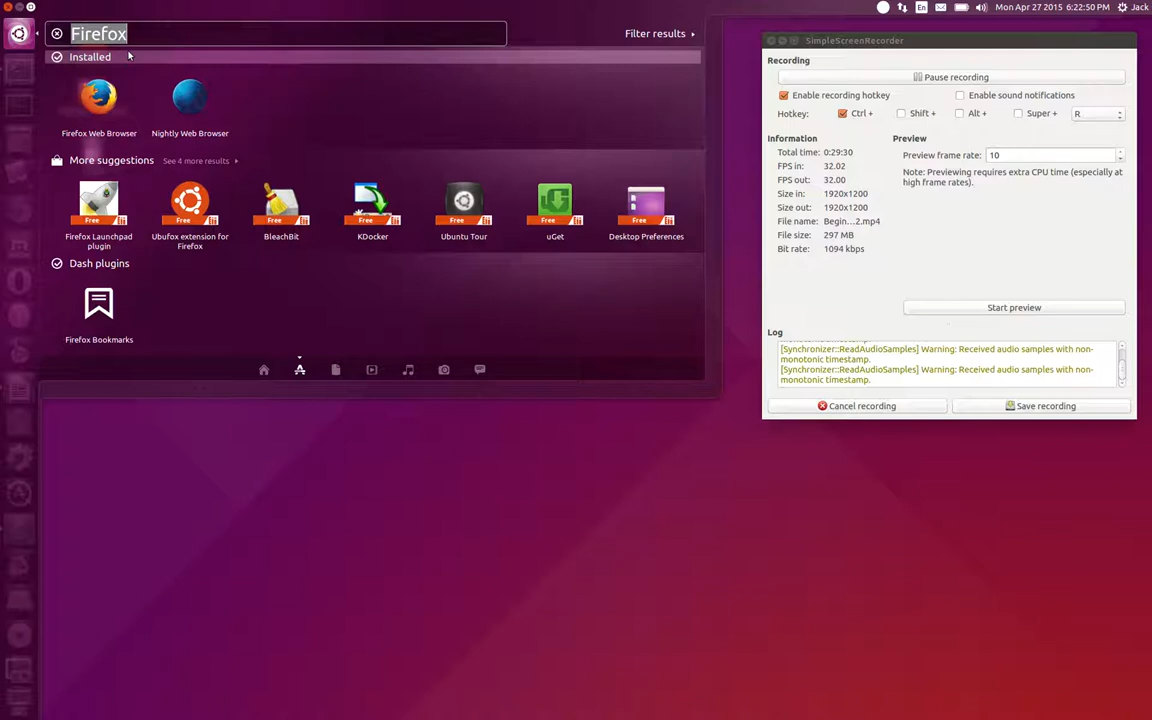 En
Mon Apr 27 2015 6:22:50 PM
Jack
Firefox
Filter results
Installed
Firefox Web Browser
Nightly Web Browser
More suggestions
See 4 more results
Free
Free
Free
Free
Free
Free
Free
Firefox Launchpad
plugin
Ubufox extension for
Firefox
BleachBit
KDocker
Ubuntu Tour
uGet
Desktop Preferences
Dash plugins
Firefox Bookmarks
SimpleScreenRecorder
Recording
Pause recording
Enable recording hotkey
Enable sound notifications
Hotkey:
Ctrl +
Shift +
Alt +
Super +
R
Information
Total time: 0:29:30
FPS in: 32.02
FPS out: 32.00
Size in: 1920x1200
Size out: 1920x1200
File name: Begin...2.mp4
File size: 297 MB
Bit rate: 1094 kbps
Preview
Preview frame rate: 10
Note: Previewing requires extra CPU time (especially at
high frame rates).
Start preview
Log
[Synchronizer::ReadAudioSamples] Warning: Received audio samples with non-
monotonic timestamp.
[Synchronizer::ReadAudioSamples] Warning: Received audio samples with non-
monotonic timestamp.
Cancel recording
Save recording